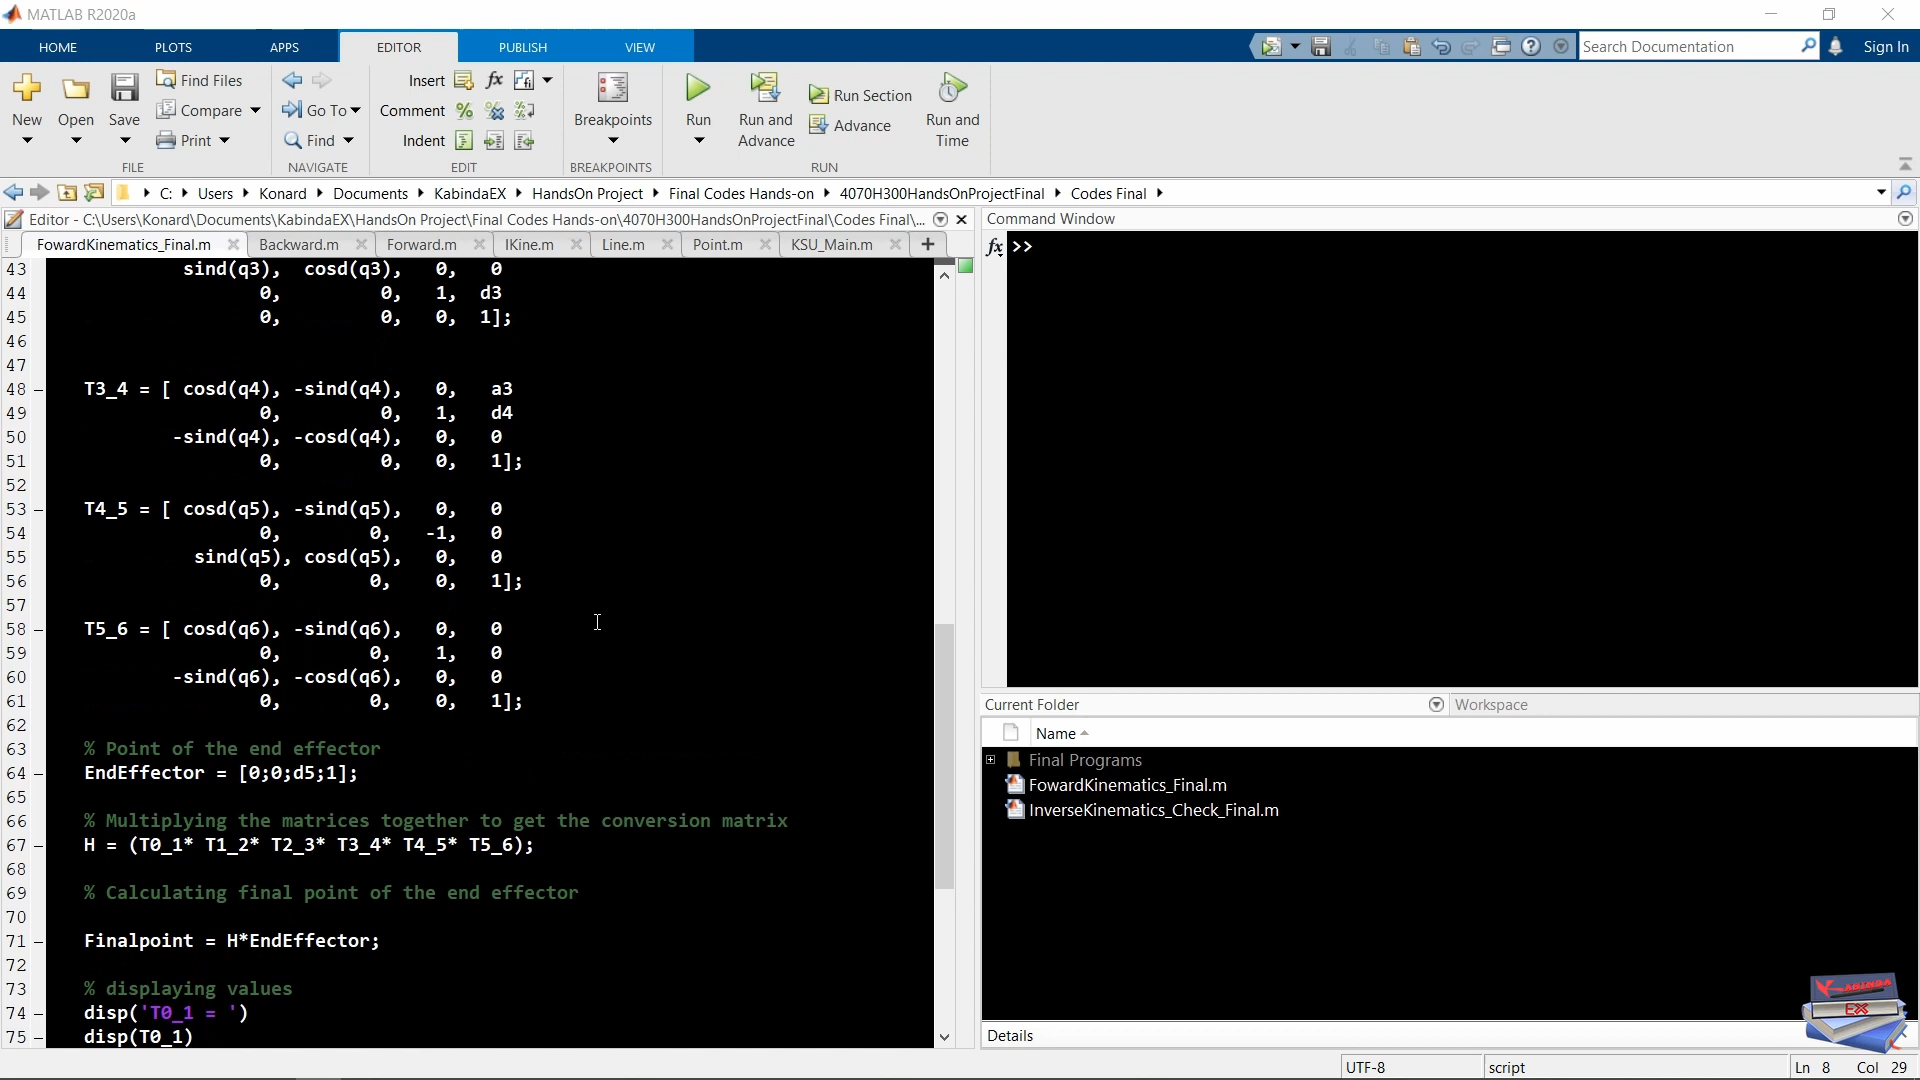 MATLAB R2020a
HOME PLOTS APPS EDITOR PUBLISH VIEW
Search Documentation
Sign In
New
Open
Save
Find Files
Compare
Print
FILE
Go To
Find
NAVIGATE
Insert
Comment
Indent
EDIT
Breakpoints
BREAKPOINTS
Run
Run and Advance
Run Section
Advance
Run and Time
RUN
C: Users Konard Documents KabindaEX HandsOn Project Final Codes Hands-on 4070H300HandsOnProjectFinal Codes Final
Editor - C:\Users\Konard\Documents\KabindaEX\HandsOn Project\Final Codes Hands-on\4070H300HandsOnProjectFinal\Codes Final\...
FowardKinematics_Final.m Backward.m Forward.m IKine.m Line.m Point.m KSU_Main.m
43 sind(q3), cosd(q3), 0, 0
44 0, 0, 1, d3
45 0, 0, 0, 1];
46
47
48 – T3_4 = [ cosd(q4), -sind(q4), 0, a3
49 0, 0, 1, d4
50 -sind(q4), -cosd(q4), 0, 0
51 0, 0, 0, 1];
52
53 – T4_5 = [ cosd(q5), -sind(q5), 0, 0
54 0, 0, -1, 0
55 sind(q5), cosd(q5), 0, 0
56 0, 0, 0, 1];
57
58 – T5_6 = [ cosd(q6), -sind(q6), 0, 0
59 0, 0, 1, 0
60 -sind(q6), -cosd(q6), 0, 0
61 0, 0, 0, 1];
62
63 % Point of the end effector
64 – EndEffector = [0;0;d5;1];
65
66 % Multiplying the matrices together to get the conversion matrix
67 – H = (T0_1* T1_2* T2_3* T3_4* T4_5* T5_6);
68
69 % Calculating final point of the end effector
70
71 – Finalpoint = H*EndEffector;
72
73 % displaying values
74 – disp('T0_1 = ')
75 – disp(T0_1)
Command Window
fx >>
Current Folder
Workspace
Name
Final Programs
FowardKinematics_Final.m
InverseKinematics_Check_Final.m
Details
KABINDA
EX
UTF-8
script
Ln 8 Col 29